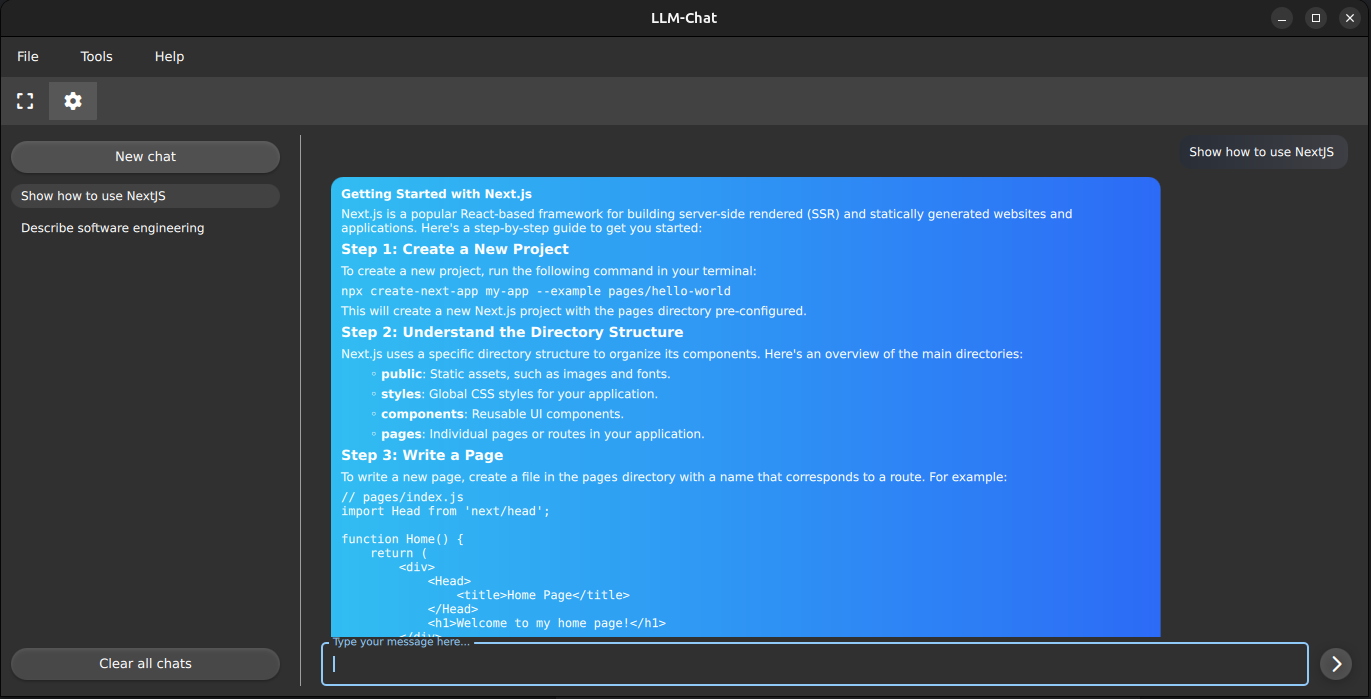 LLM-Chat
File Tools Help
New chat
Show how to use NextJS
Describe software engineering
Clear all chats
Show how to use NextJS
Getting Started with Next.js
Next.js is a popular React-based framework for building server-side rendered (SSR) and statically generated websites and
applications. Here's a step-by-step guide to get you started:
Step 1: Create a New Project
To create a new project, run the following command in your terminal:
npx create-next-app my-app --example pages/hello-world
This will create a new Next.js project with the pages directory pre-configured.
Step 2: Understand the Directory Structure
Next.js uses a specific directory structure to organize its components. Here's an overview of the main directories:
◦ public: Static assets, such as images and fonts.
◦ styles: Global CSS styles for your application.
◦ components: Reusable UI components.
◦ pages: Individual pages or routes in your application.
Step 3: Write a Page
To write a new page, create a file in the pages directory with a name that corresponds to a route. For example:
// pages/index.js
import Head from 'next/head';
function Home() {
    return (
        <div>
            <Head>
                <title>Home Page</title>
            </Head>
            <h1>Welcome to my home page!</h1>
        </div>
Type your message here...